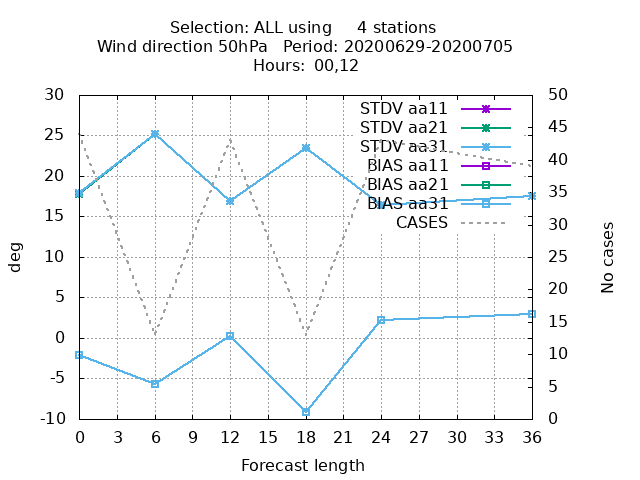 Selection: ALL using     4 stations
Wind direction 50hPa   Period: 20200629-20200705
Hours:  00,12
30 50
25 45
20 40
15 35
10 30
5 25
0 20
-5 15
-10 10
5
0
STDV aa11
STDV aa21
STDV aa31
BIAS aa11
BIAS aa21
BIAS aa31
CASES
deg
No cases
0 3 6 9 12 15 18 21 24 27 30 33 36
Forecast length